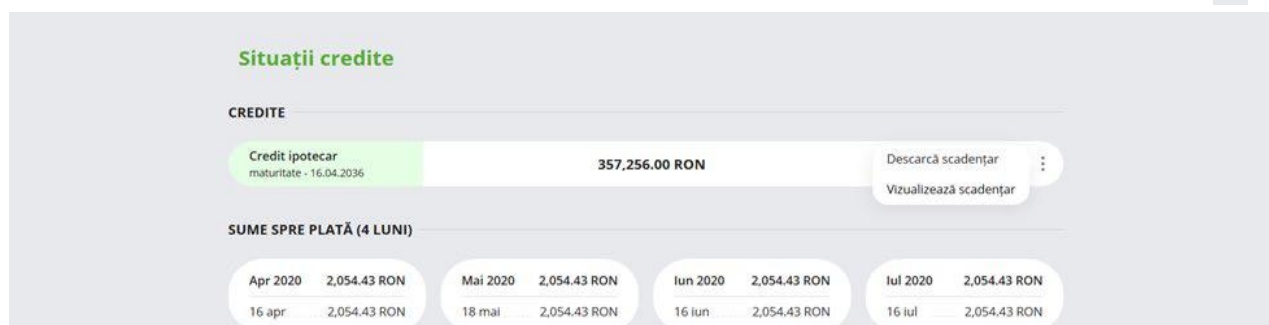 Situații credite
CREDITE
Credit ipotecar
maturitate - 16.04.2036
357,256.00 RON
Descarcă scadențar
Vizualizează scadențar
SUME SPRE PLATĂ (4 LUNI)
Apr 2020 2,054.43 RON
16 apr 2,054.43 RON
Mai 2020 2,054.43 RON
18 mai 2,054.43 RON
Iun 2020 2,054.43 RON
16 iun 2,054.43 RON
Iul 2020 2,054.43 RON
16 iul 2,054.43 RON